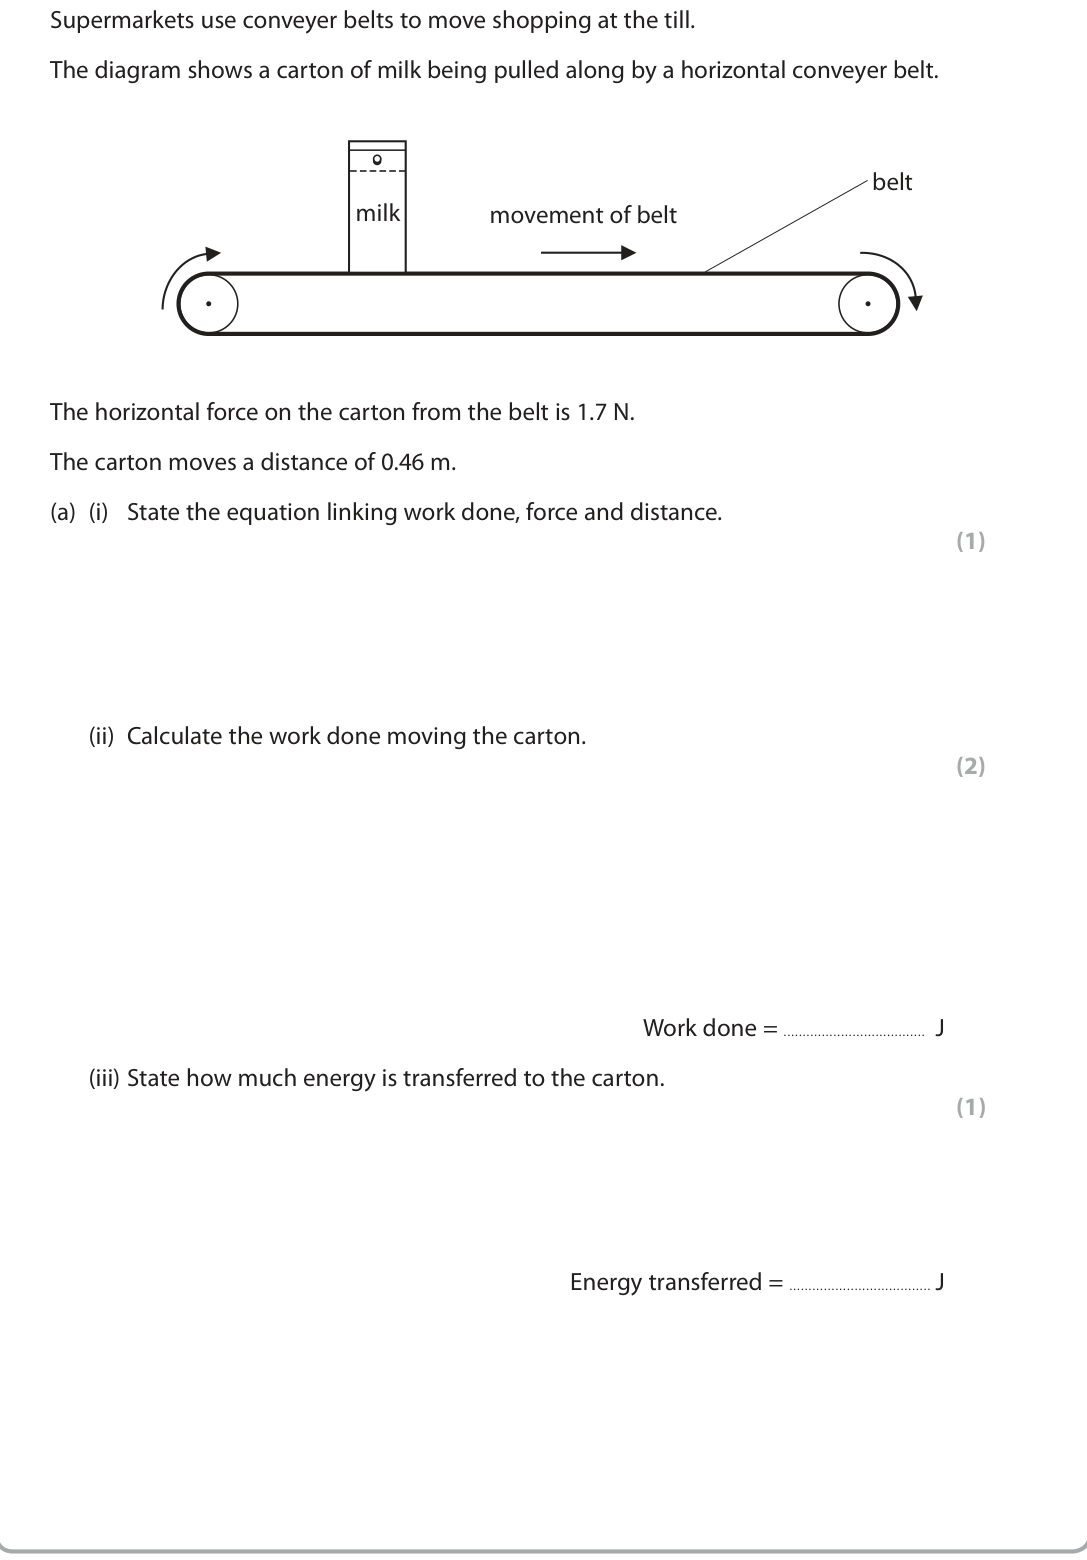 Supermarkets use conveyer belts to move shopping at the till.
The diagram shows a carton of milk being pulled along by a horizontal conveyer belt.
belt
milk
movement of belt
The horizontal force on the carton from the belt is 1.7 N.
The carton moves a distance of 0.46 m.
(a) (i) State the equation linking work done, force and distance.
(1)
(ii) Calculate the work done moving the carton.
(2)
Work done = .................................... J
(iii) State how much energy is transferred to the carton.
(1)
Energy transferred = .................................... J